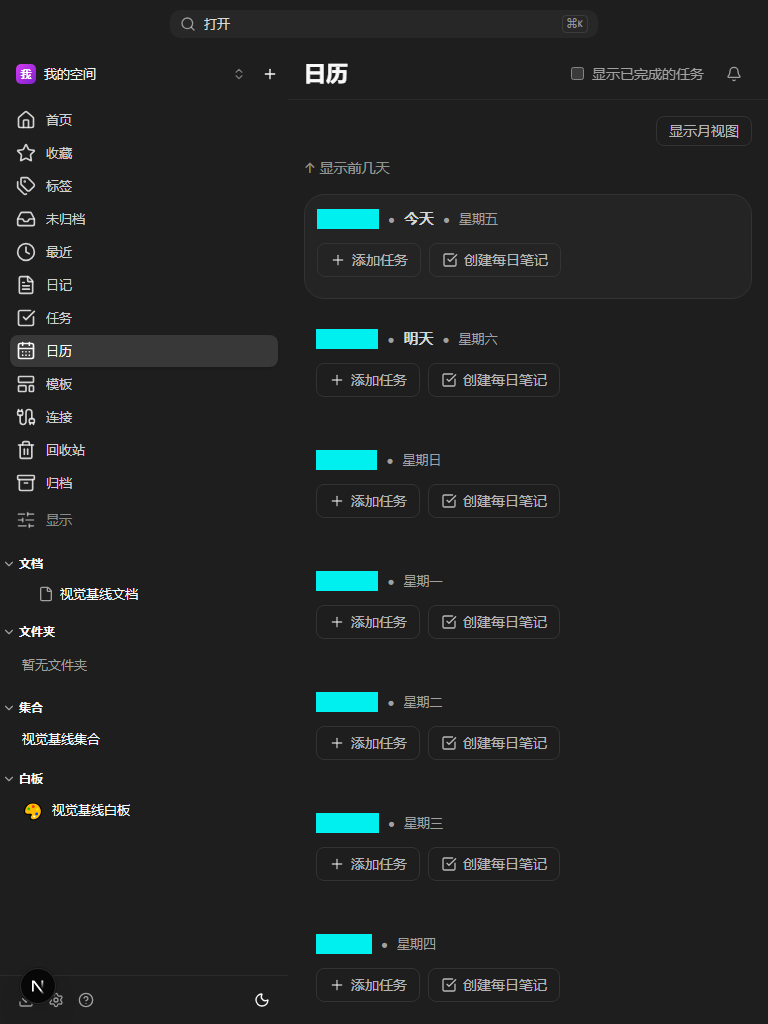 打开
⌘K
我 我的空间
首页
收藏
标签
未归档
最近
日记
任务
日历
模板
连接
回收站
归档
显示
文档
视觉基线文档
文件夹
暂无文件夹
集合
视觉基线集合
白板
视觉基线白板
N
日历
显示已完成的任务
显示月视图
显示前几天
• 今天 • 星期五
添加任务 创建每日笔记
• 明天 • 星期六
添加任务 创建每日笔记
• 星期日
添加任务 创建每日笔记
• 星期一
添加任务 创建每日笔记
• 星期二
添加任务 创建每日笔记
• 星期三
添加任务 创建每日笔记
• 星期四
添加任务 创建每日笔记